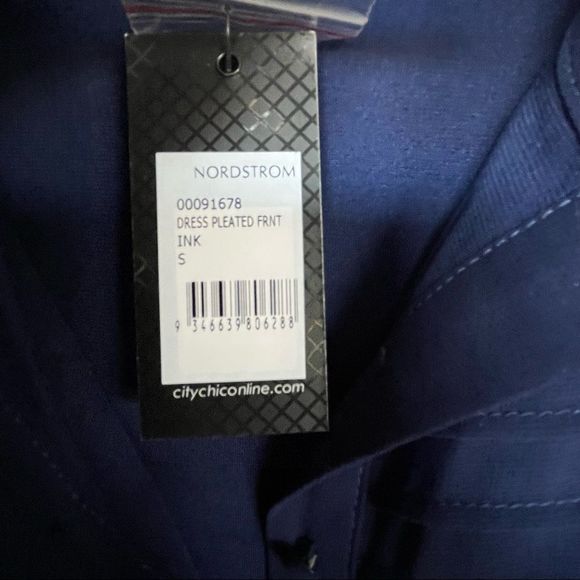 NORDSTROM
00091678
DRESS PLEATED FRNT
INK
S
9 346639 806288
citychiconline.com